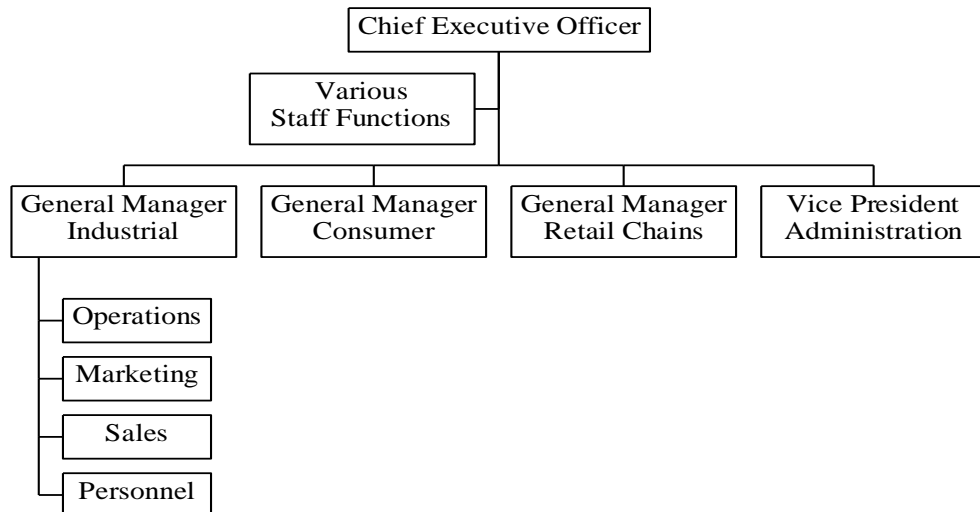 Chief Executive Officer
Various
Staff Functions
General Manager
Industrial
General Manager
Consumer
General Manager
Retail Chains
Vice President
Administration
Operations
Marketing
Sales
Personnel